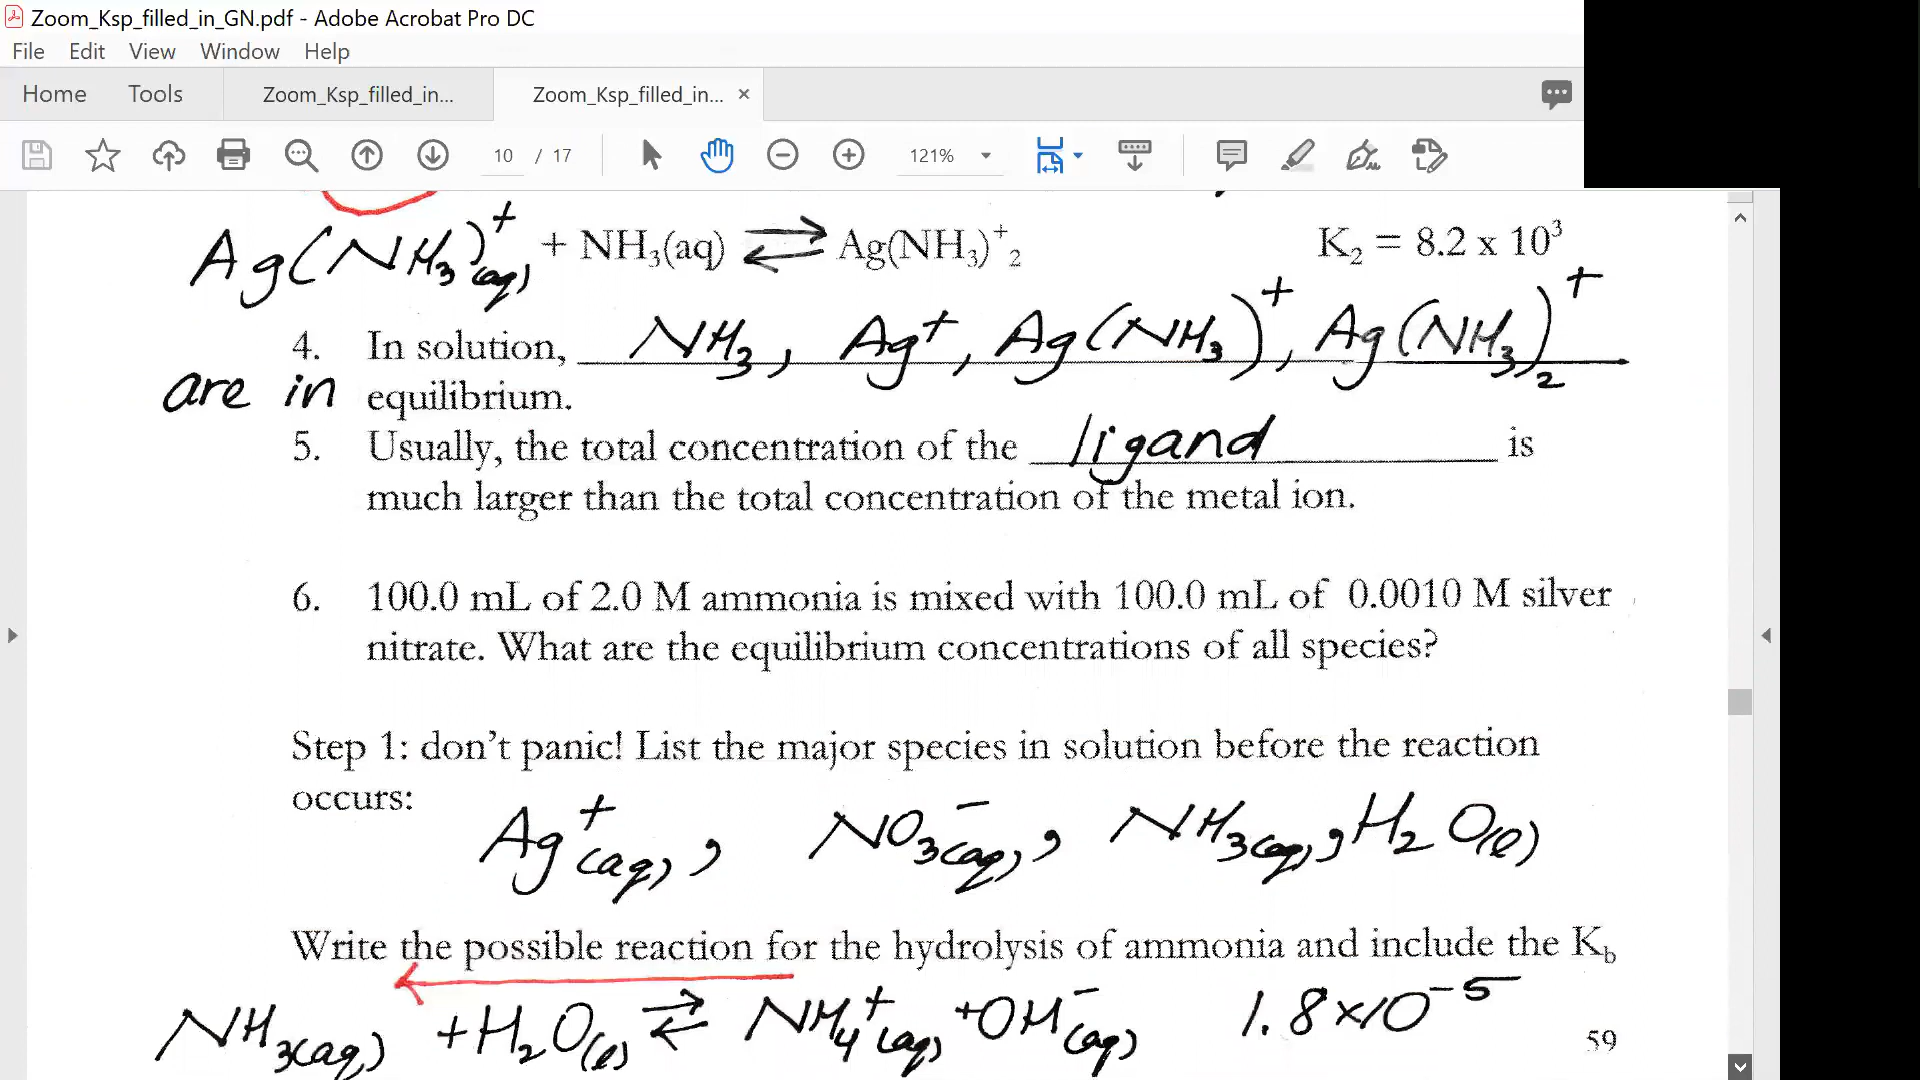 Zoom_Ksp_filled_in_GN.pdf - Adobe Acrobat Pro DC
File Edit View Window Help
Home Tools Zoom_Ksp_filled_in... Zoom_Ksp_filled_in... ×
10 / 17 121%
Ag(NH₃)⁺(aq) + NH₃(aq) ⇌ Ag(NH₃)⁺₂ K₂ = 8.2 x 10³
4. In solution, NH₃, Ag⁺, Ag(NH₃)⁺, Ag(NH₃)₂⁺
are in equilibrium.
5. Usually, the total concentration of the ligand is
much larger than the total concentration of the metal ion.
6. 100.0 mL of 2.0 M ammonia is mixed with 100.0 mL of 0.0010 M silver
nitrate. What are the equilibrium concentrations of all species?
Step 1: don't panic! List the major species in solution before the reaction
occurs:
Ag⁺(aq), NO₃⁻(aq), NH₃(aq), H₂O(l)
Write the possible reaction for the hydrolysis of ammonia and include the K_b
NH₃(aq) + H₂O(l) ⇌ NH₄⁺(aq) + OH⁻(aq) 1.8×10⁻⁵
59